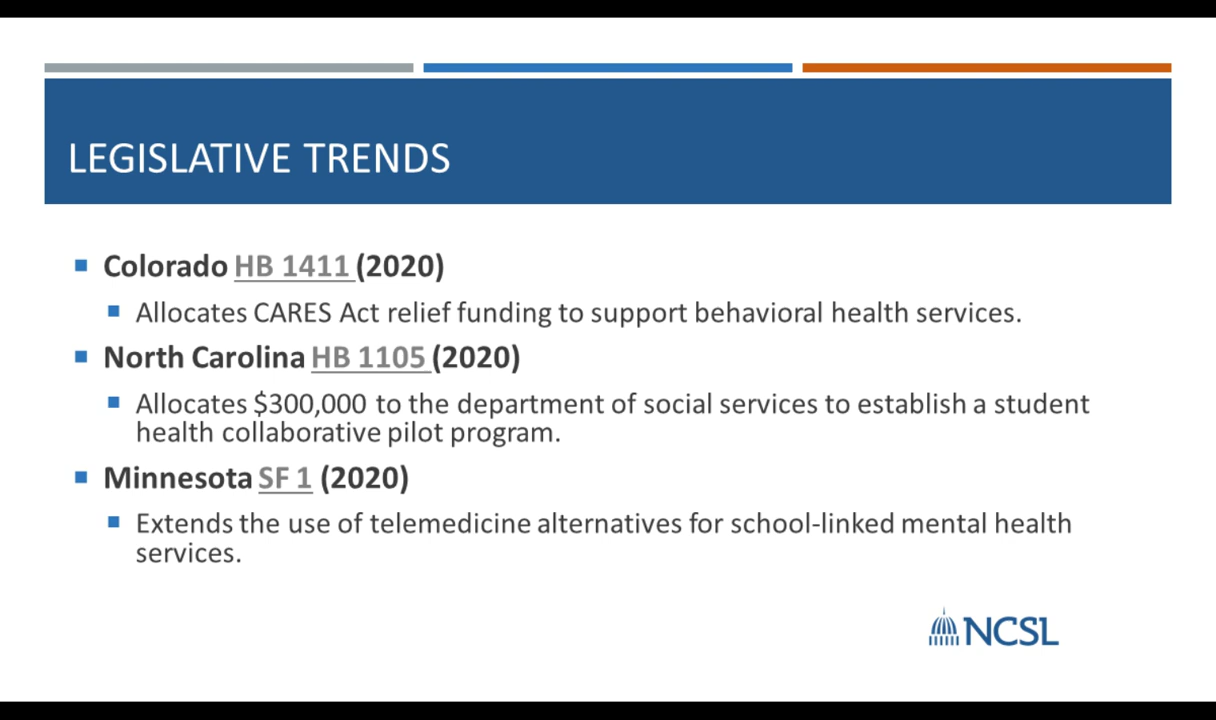 LEGISLATIVE TRENDS
Colorado HB 1411 (2020)
Allocates CARES Act relief funding to support behavioral health services.
North Carolina HB 1105 (2020)
Allocates $300,000 to the department of social services to establish a student
health collaborative pilot program.
Minnesota SF 1 (2020)
Extends the use of telemedicine alternatives for school-linked mental health
services.
NCSL